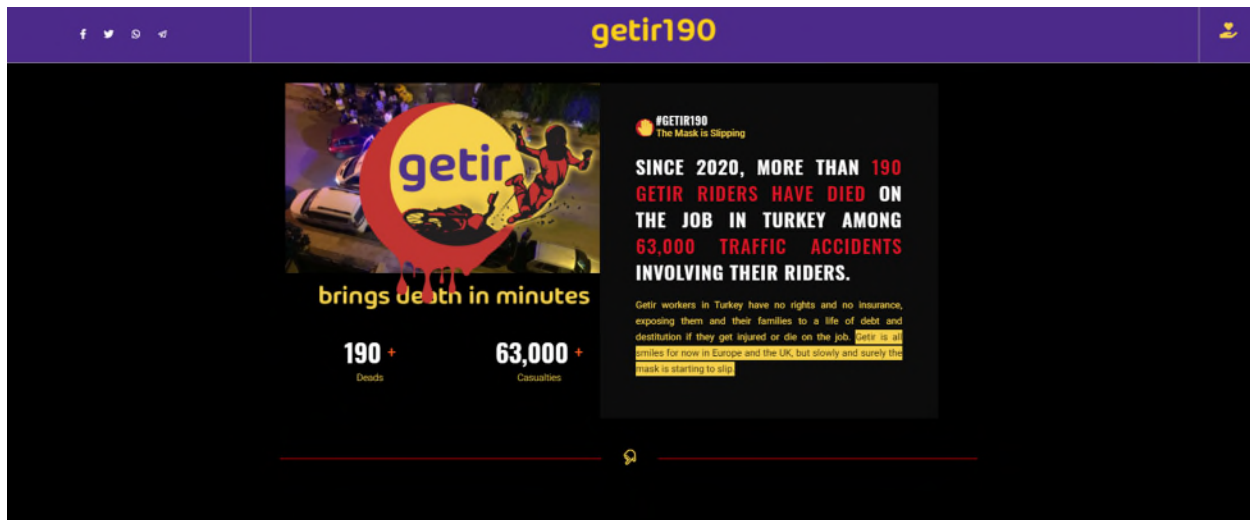 getir190
getir
brings death in minutes
190 +
Deads
63,000 +
Casualties
#GETIR190
The Mask is Slipping
SINCE 2020, MORE THAN 190
GETIR RIDERS HAVE DIED ON
THE JOB IN TURKEY AMONG
63,000 TRAFFIC ACCIDENTS
INVOLVING THEIR RIDERS.
Getir workers in Turkey have no rights and no insurance,
exposing them and their families to a life of debt and
destitution if they get injured or die on the job. Getir is all
smiles for now in Europe and the UK, but slowly and surely the
mask is starting to slip.